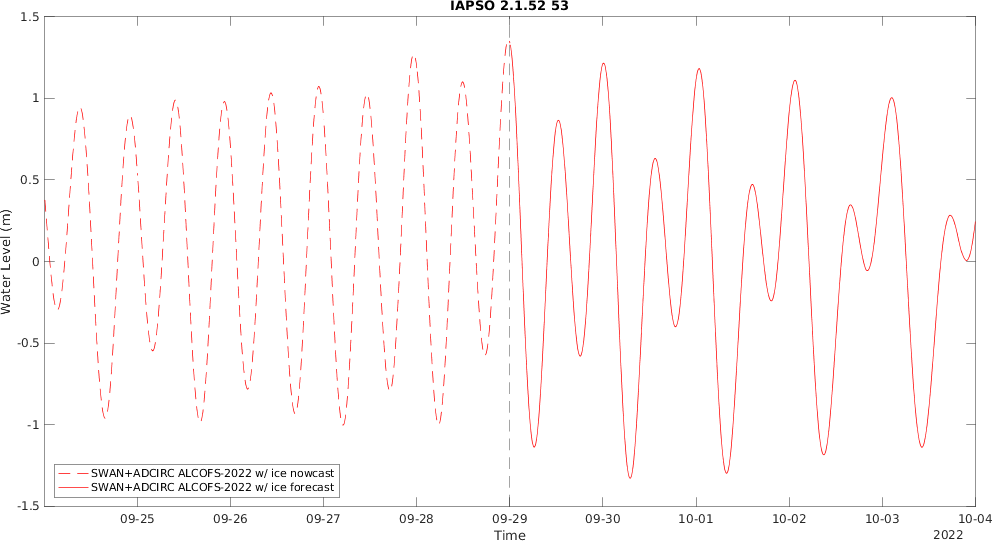 IAPSO 2.1.52 53
1.5
1
0.5
0
-0.5
-1
-1.5
Water Level (m)
SWAN+ADCIRC ALCOFS-2022 w/ ice nowcast
SWAN+ADCIRC ALCOFS-2022 w/ ice forecast
09-25 09-26 09-27 09-28 09-29 09-30 10-01 10-02 10-03 10-04
Time
2022